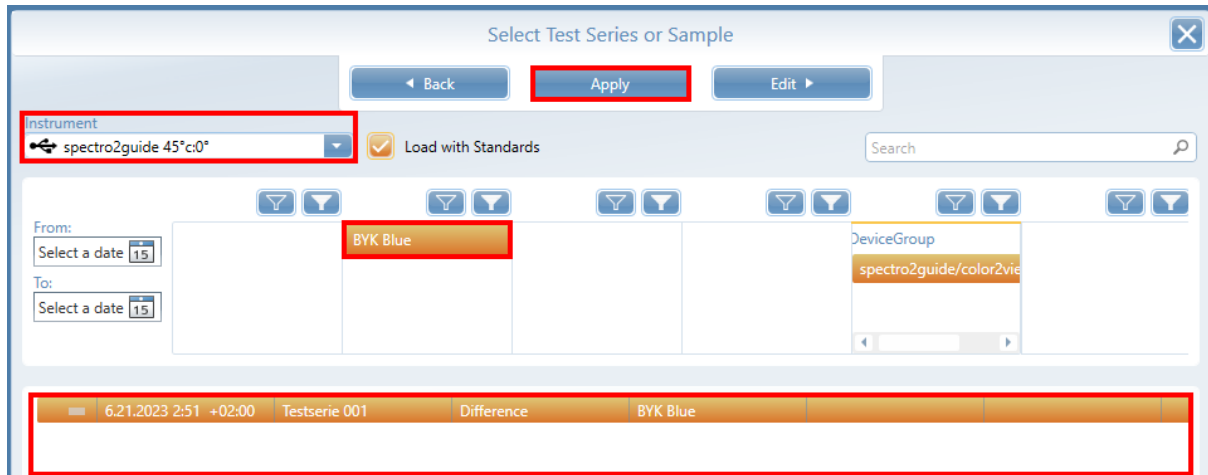 Select Test Series or Sample
Back
Apply
Edit
Instrument
spectro2guide 45°c:0°
Load with Standards
Search
From:
Select a date 15
To:
Select a date 15
BYK Blue
DeviceGroup
spectro2guide/color2vie
6.21.2023 2:51 +02:00 Testserie 001 Difference BYK Blue